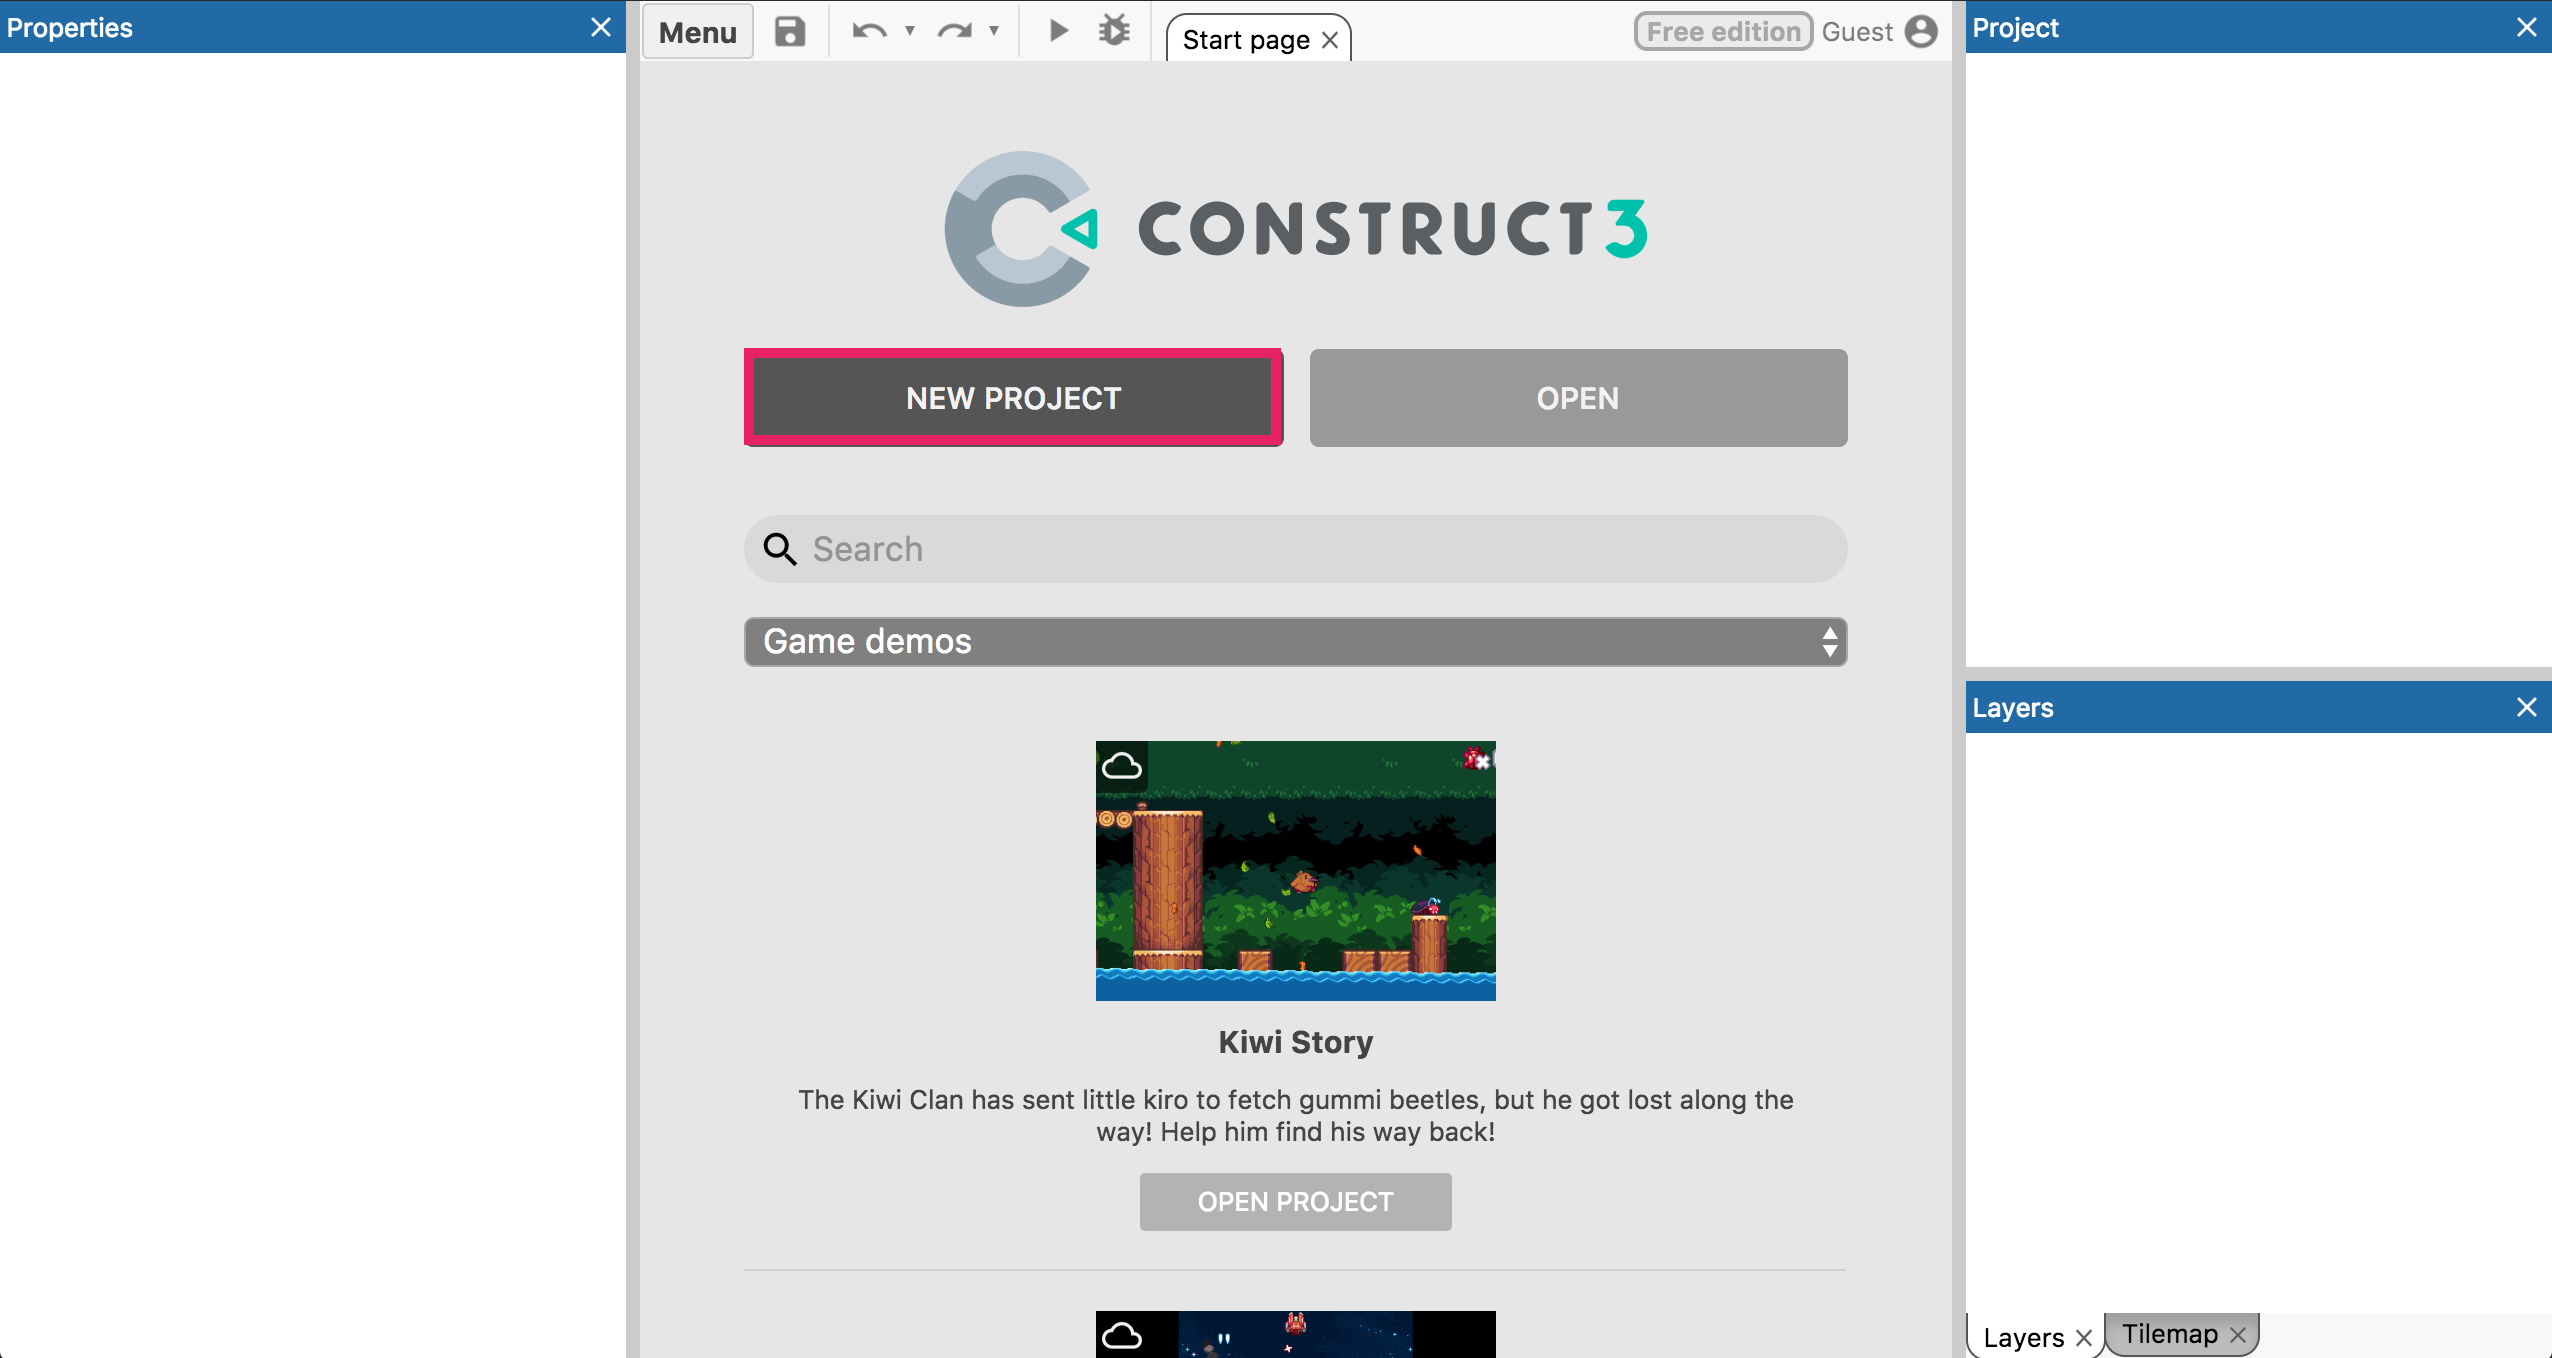 Properties
Menu
Start page
Free edition
Guest
Project
CONSTRUCT 3
NEW PROJECT
OPEN
Search
Game demos
Layers
Kiwi Story
The Kiwi Clan has sent little kiro to fetch gummi beetles, but he got lost along the
way! Help him find his way back!
OPEN PROJECT
Layers
Tilemap